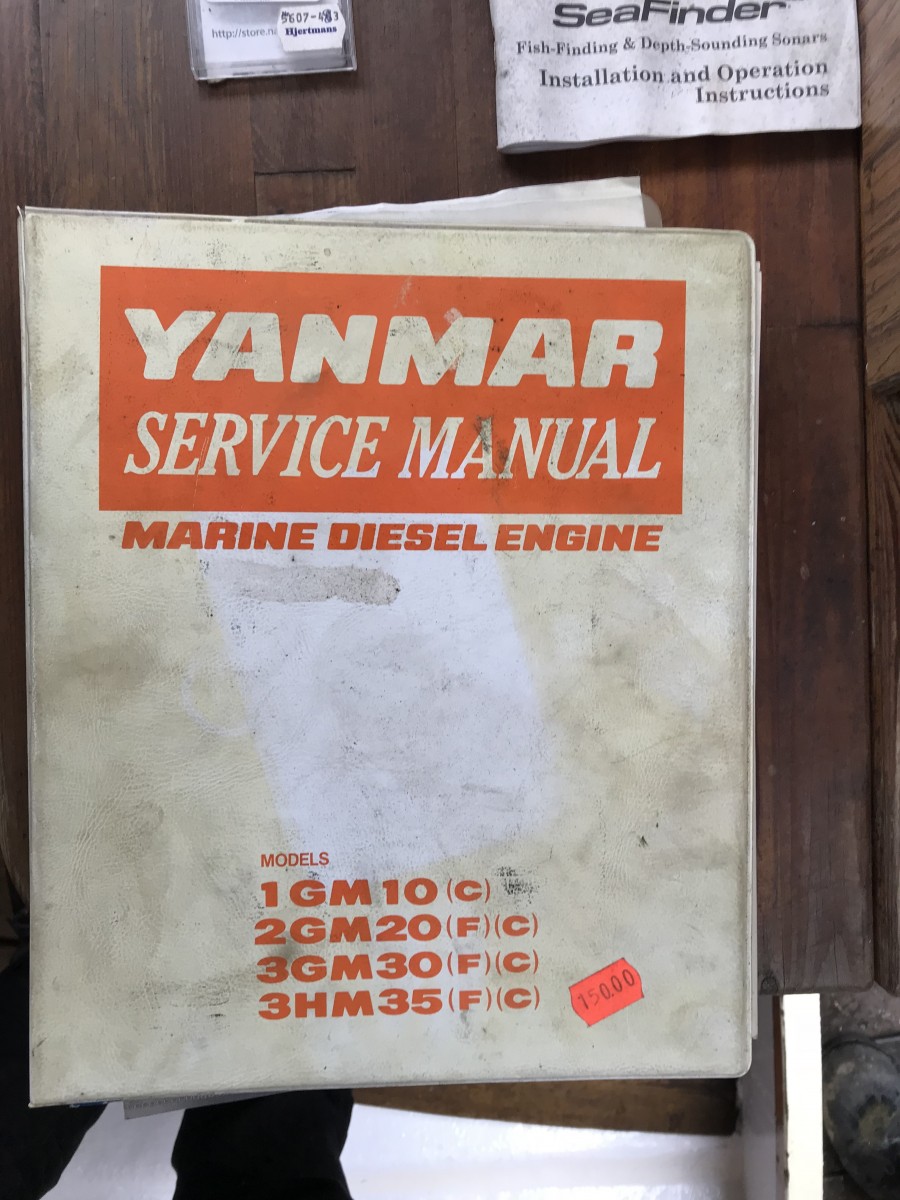 5607-483
Hjertmans
http://store.na
SeaFinder
Fish-Finding & Depth-Sounding Sonars
Installation and Operation
Instructions
YANMAR
SERVICE MANUAL
MARINE DIESEL ENGINE
MODELS
1GM10(C)
2GM20(F)(C)
3GM30(F)(C)
3HM35(F)(C)
150.00